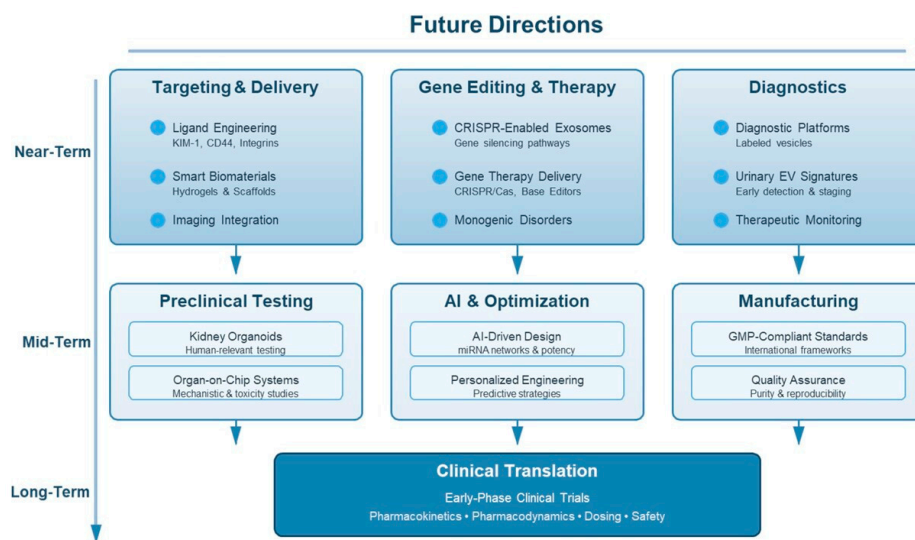 Future Directions
Near-Term
Targeting & Delivery
Ligand Engineering
KIM-1, CD44, Integrins
Smart Biomaterials
Hydrogels & Scaffolds
Imaging Integration
Gene Editing & Therapy
CRISPR-Enabled Exosomes
Gene silencing pathways
Gene Therapy Delivery
CRISPR/Cas, Base Editors
Monogenic Disorders
Diagnostics
Diagnostic Platforms
Labeled vesicles
Urinary EV Signatures
Early detection & staging
Therapeutic Monitoring
Mid-Term
Preclinical Testing
Kidney Organoids
Human-relevant testing
Organ-on-Chip Systems
Mechanistic & toxicity studies
AI & Optimization
AI-Driven Design
miRNA networks & potency
Personalized Engineering
Predictive strategies
Manufacturing
GMP-Compliant Standards
International frameworks
Quality Assurance
Purity & reproducibility
Long-Term
Clinical Translation
Early-Phase Clinical Trials
Pharmacokinetics • Pharmacodynamics • Dosing • Safety